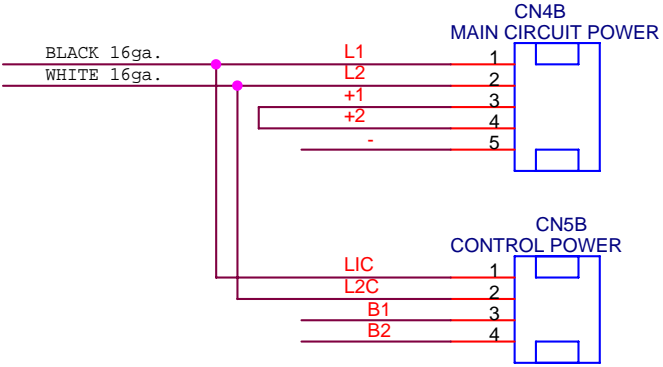 CN4B
MAIN CIRCUIT POWER
BLACK 16ga. L1 1
WHITE 16ga. L2 2
+1 3
+2 4
- 5
CN5B
CONTROL POWER
LIC 1
L2C 2
B1 3
B2 4